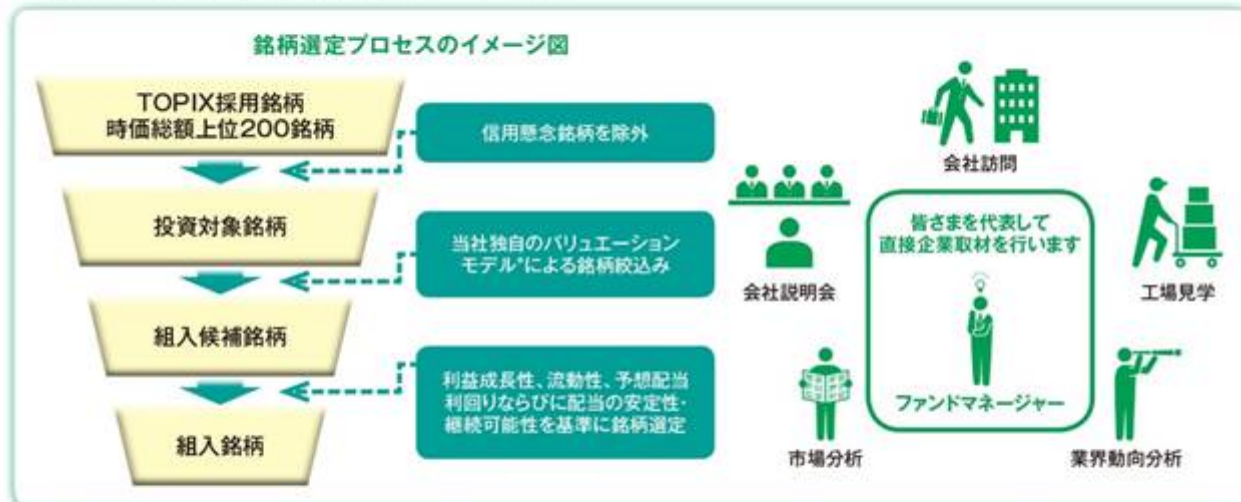 銘柄選定プロセスのイメージ図
TOPIX採用銘柄
時価総額上位200銘柄
信用懸念銘柄を除外
投資対象銘柄
当社独自のバリュエーション
モデル*による銘柄絞込み
組入候補銘柄
利益成長性、流動性、予想配当
利回りならびに配当の安定性・
継続可能性を基準に銘柄選定
組入銘柄
会社訪問
会社説明会
皆さまを代表して
直接企業取材を行います
ファンドマネージャー
工場見学
市場分析
業界動向分析